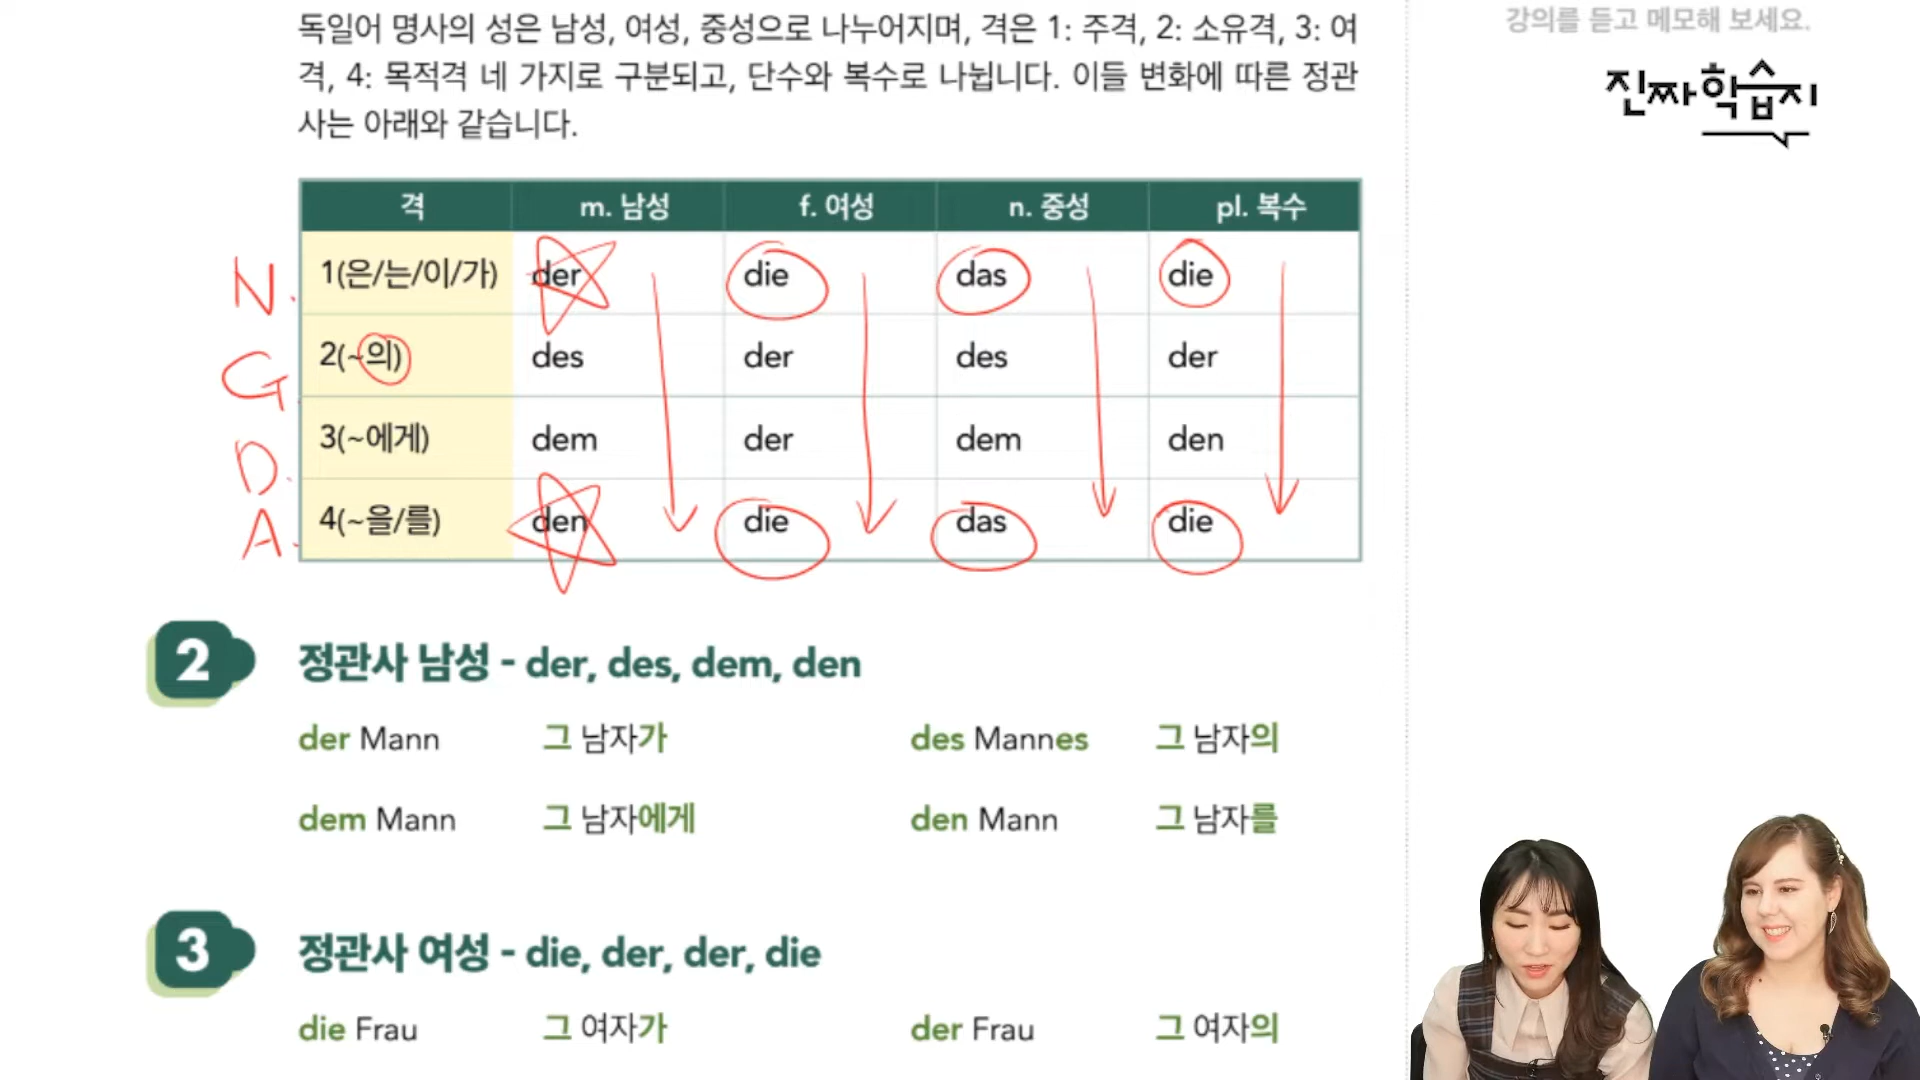 독일어 명사의 성은 남성, 여성, 중성으로 나누어지며, 격은 1: 주격, 2: 소유격, 3: 여
격, 4: 목적격 네 가지로 구분되고, 단수와 복수로 나뉩니다. 이들 변화에 따른 정관
사는 아래와 같습니다.
강의를 듣고 메모해 보세요.
진짜학습지
격 m. 남성 f. 여성 n. 중성 pl. 복수
N. 1(은/는/이/가) der die das die
G. 2(~의) des der des der
D. 3(~에게) dem der dem den
A. 4(~을/를) den die das die
2 정관사 남성 - der, des, dem, den
der Mann 그 남자가 des Mannes 그 남자의
dem Mann 그 남자에게 den Mann 그 남자를
3 정관사 여성 - die, der, der, die
die Frau 그 여자가 der Frau 그 여자의